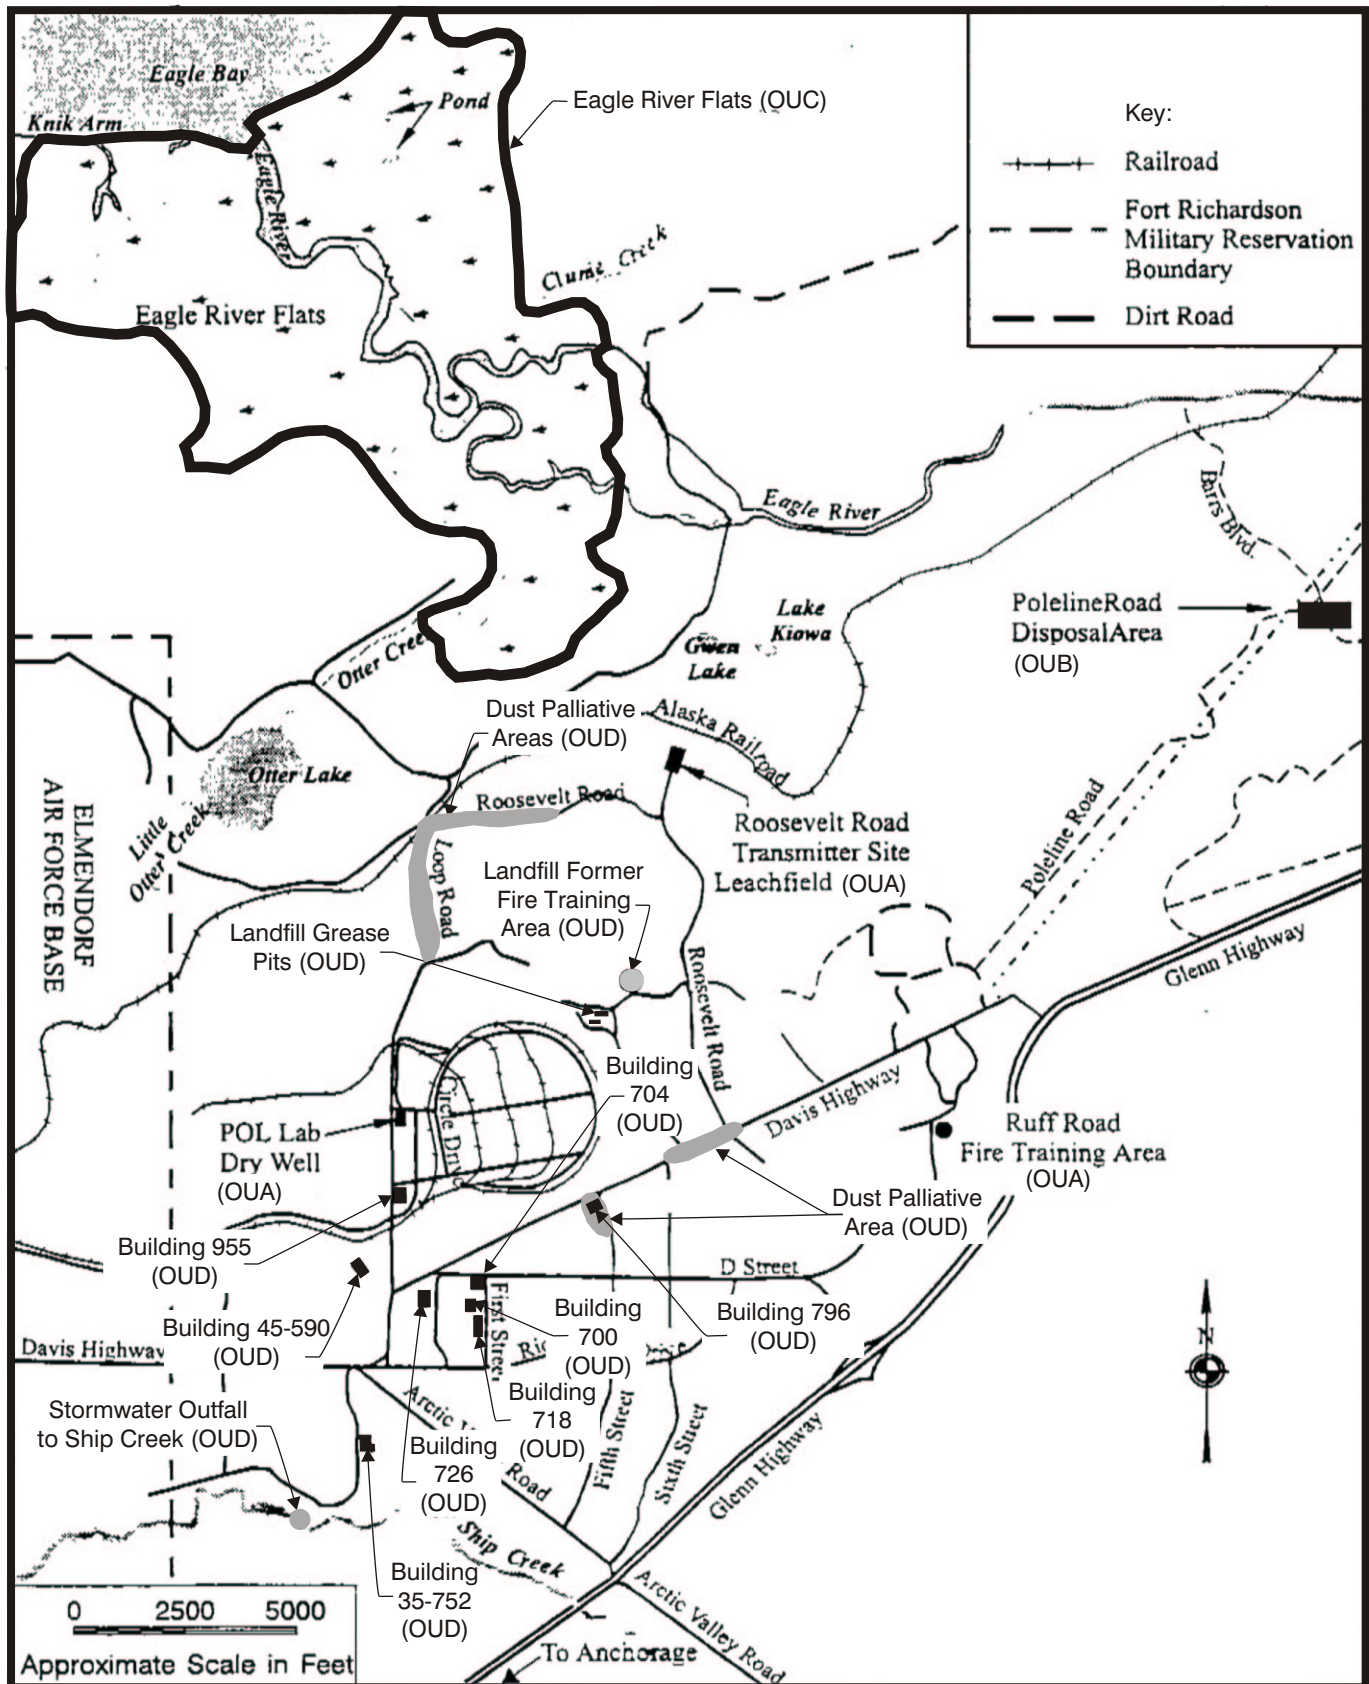 Eagle Bay
Pond
Eagle River Flats (OUC)
Knik Arm
Eagle River
Key:
Railroad
Fort Richardson
Military Reservation
Boundary
Dirt Road
Clunie Creek
Eagle River Flats
Eagle River
Barrs Blvd.
PolelineRoad
DisposalArea
(OUB)
Lake
Kiowa
Gwen
Lake
Otter Creek
Dust Palliative
Areas (OUD)
Alaska Railroad
Otter Lake
Little
Otter Creek
ELMENDORF
AIR FORCE BASE
Roosevelt Road
Loop Road
Roosevelt Road
Transmitter Site
Leachfield (OUA)
Poleline Road
Landfill Former
Fire Training
Area (OUD)
Landfill Grease
Pits (OUD)
Glenn Highway
Roosevelt Road
Building
704
(OUD)
Circle Drive
Davis Highway
POL Lab
Dry Well
(OUA)
Ruff Road
Fire Training Area
(OUA)
Dust Palliative
Area (OUD)
Building 955
(OUD)
D Street
First Street
Building
700
(OUD)
Building 796
(OUD)
Building 45-590
(OUD)
Davis Highway
Building
718
(OUD)
Stormwater Outfall
to Ship Creek (OUD)
Arctic
Road
Building
726
(OUD)
Fifth Street
Sixth Street
Glenn Highway
N
Ship Creek
Building
35-752
(OUD)
Arctic Valley Road
To Anchorage
0 2500 5000
Approximate Scale in Feet